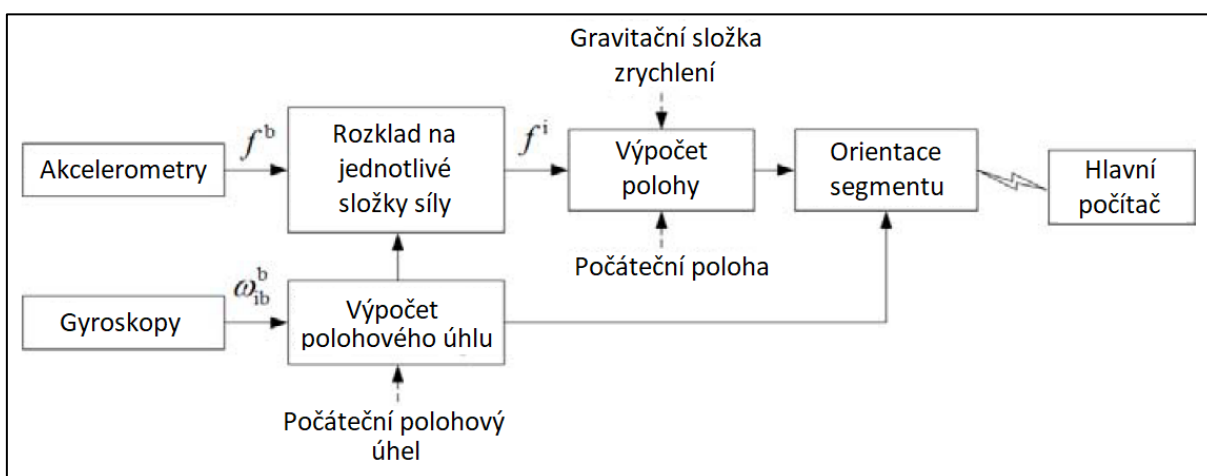 Gravitační složka
zrychlení
Akcelerometry
f^b
Rozklad na
jednotlivé
složky síly
f^i
Výpočet
polohy
Orientace
segmentu
Hlavní
počítač
Počáteční poloha
Gyroskopy
ω_ib^b
Výpočet
polohového úhlu
Počáteční polohový
úhel